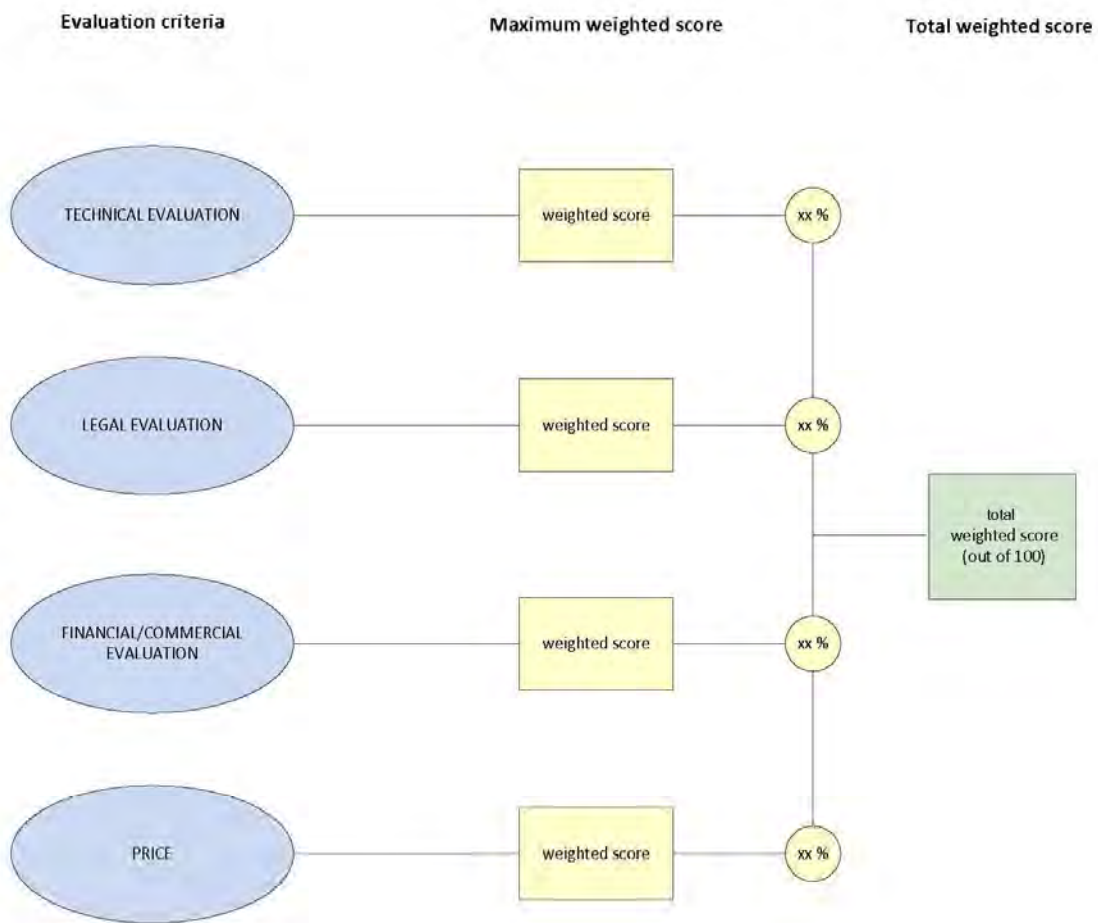 Evaluation criteria
Maximum weighted score
Total weighted score
TECHNICAL EVALUATION
weighted score
xx %
LEGAL EVALUATION
weighted score
xx %
total
weighted score
(out of 100)
FINANCIAL/COMMERCIAL
EVALUATION
weighted score
xx %
PRICE
weighted score
xx %